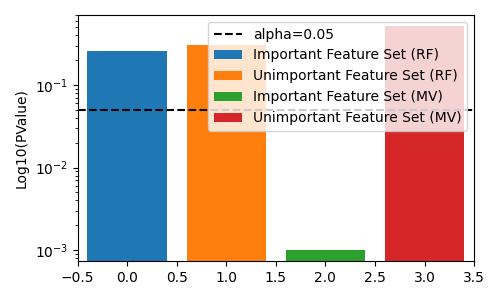 alpha=0.05
Important Feature Set (RF)
Unimportant Feature Set (RF)
Important Feature Set (MV)
Unimportant Feature Set (MV)
Log10(PValue)
10⁻¹
10⁻²
10⁻³
−0.5 0.0 0.5 1.0 1.5 2.0 2.5 3.0 3.5